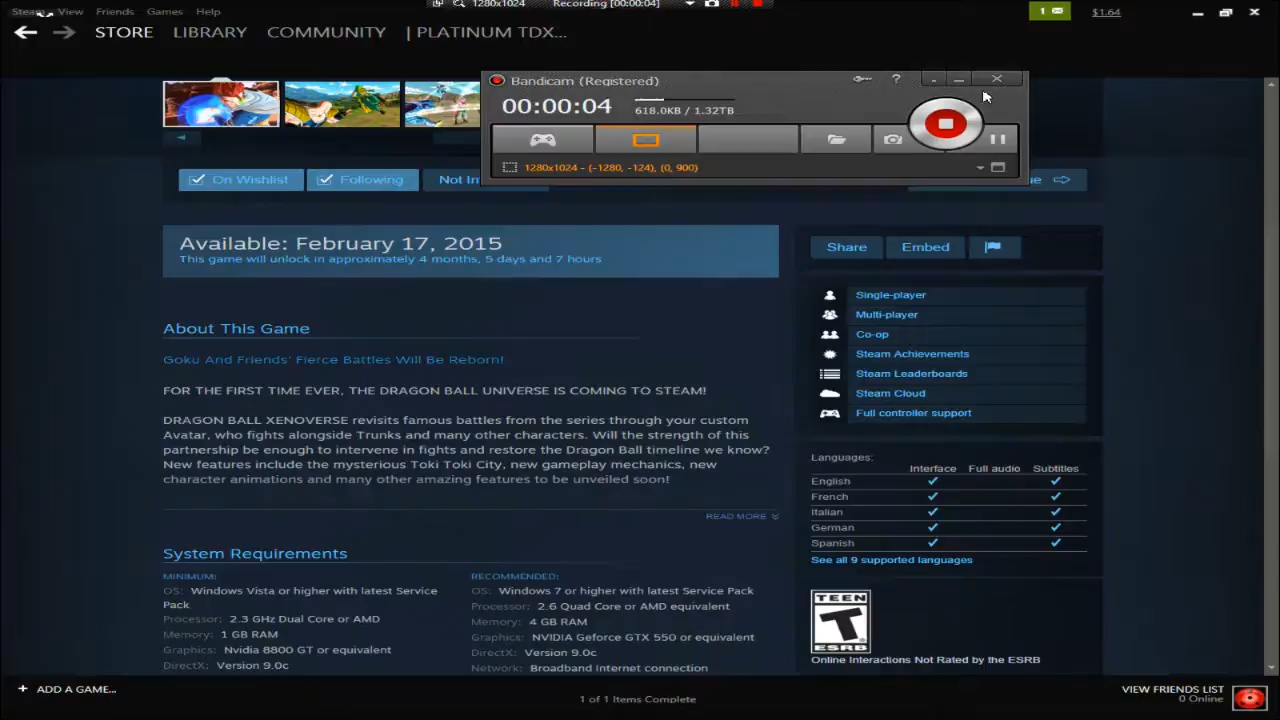 Steam View Friends Games Help
1280x1024 Recording [00:00:04]
1 $1.64
STORE LIBRARY COMMUNITY | PLATINUM TDX...
Bandicam (Registered) ?
00:00:04 618.0KB / 1.32TB
1280x1024 - (-1280, -124), (0, 900)
On Wishlist Following Not In ue
Available: February 17, 2015
This game will unlock in approximately 4 months, 5 days and 7 hours
Share Embed
Single-player
Multi-player
Co-op
Steam Achievements
Steam Leaderboards
Steam Cloud
Full controller support
About This Game
Goku And Friends' Fierce Battles Will Be Reborn!
FOR THE FIRST TIME EVER, THE DRAGON BALL UNIVERSE IS COMING TO STEAM!
DRAGON BALL XENOVERSE revisits famous battles from the series through your custom
Avatar, who fights alongside Trunks and many other characters. Will the strength of this
partnership be enough to intervene in fights and restore the Dragon Ball timeline we know?
New features include the mysterious Toki Toki City, new gameplay mechanics, new
character animations and many other amazing features to be unveiled soon!
READ MORE
Languages:
Interface Full audio Subtitles
English
French
Italian
German
Spanish
See all 9 supported languages
System Requirements
MINIMUM:
OS: Windows Vista or higher with latest Service
Pack
Processor: 2.3 GHz Dual Core or AMD
Memory: 1 GB RAM
Graphics: Nvidia 8800 GT or equivalent
DirectX: Version 9.0c
RECOMMENDED:
OS: Windows 7 or higher with latest Service Pack
Processor: 2.6 Quad Core or AMD equivalent
Memory: 4 GB RAM
Graphics: NVIDIA Geforce GTX 550 or equivalent
DirectX: Version 9.0c
Network: Broadband Internet connection
TEEN
T
ESRB
Online Interactions Not Rated by the ESRB
+ ADD A GAME...
1 of 1 Items Complete
VIEW FRIENDS LIST
0 Online